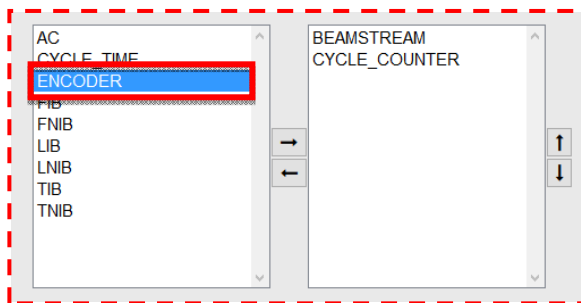 AC
CYCLE_TIME
ENCODER
FIB
FNIB
LIB
LNIB
TIB
TNIB
BEAMSTREAM
CYCLE_COUNTER